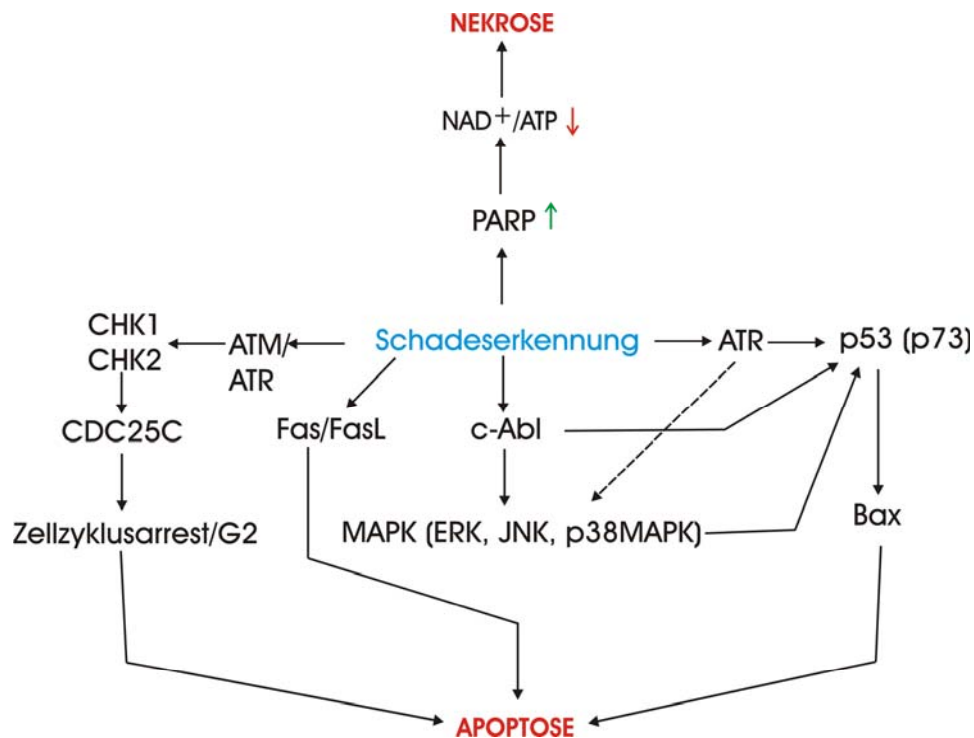 NEKROSE
NAD+/ATP ↓
PARP ↑
CHK1
CHK2
ATM/
ATR
Schadeserkennung
ATR
p53 (p73)
CDC25C
Fas/FasL
c-Abl
Zellzyklusarrest/G2
MAPK (ERK, JNK, p38MAPK)
Bax
APOPTOSE